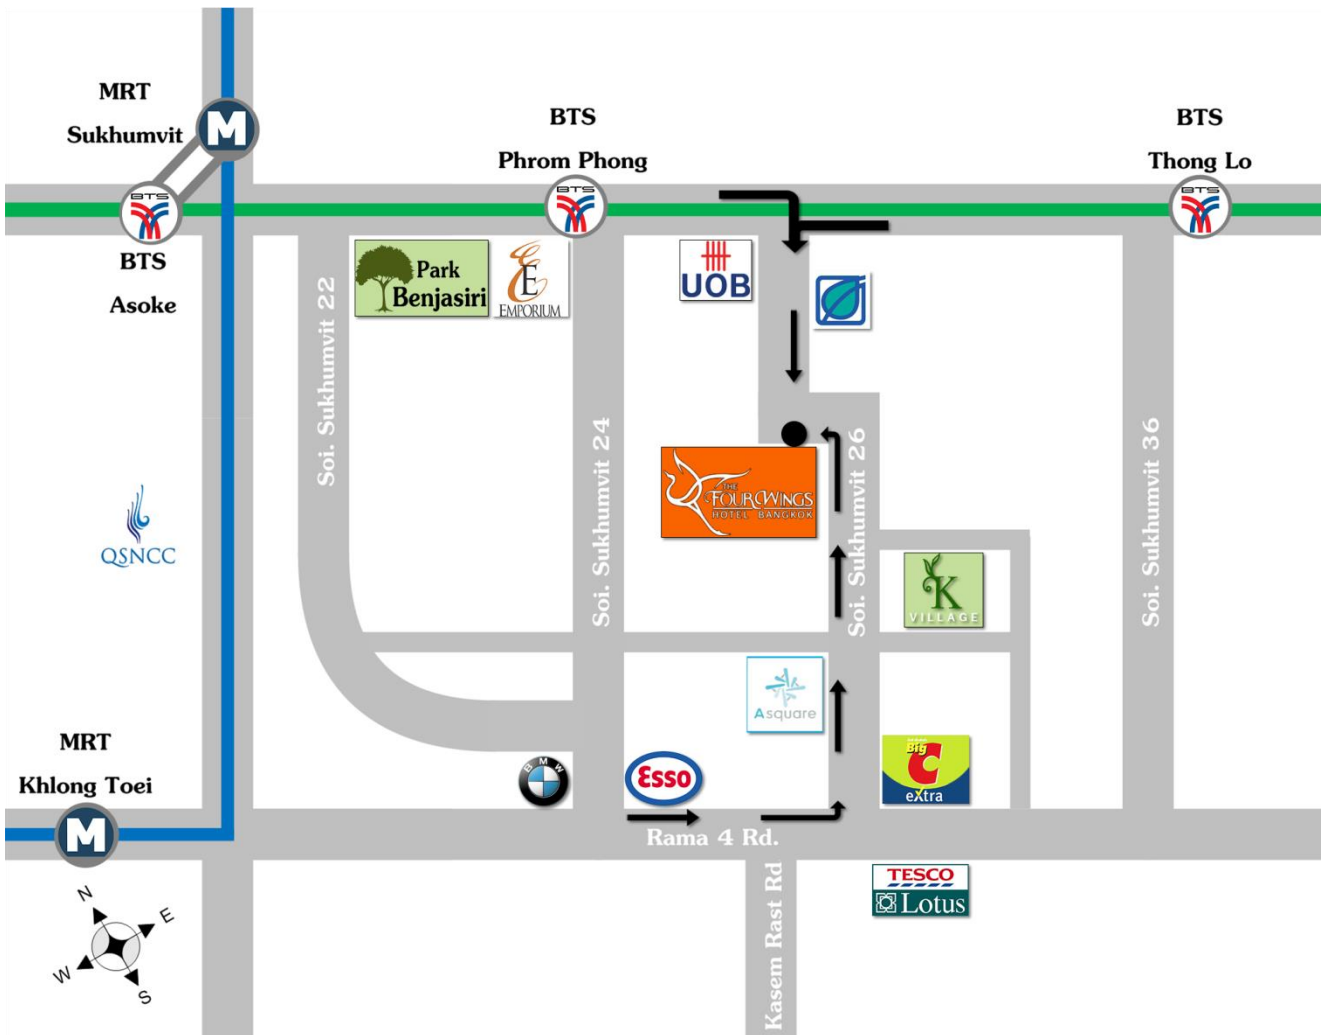 MRT
Sukhumvit
M
BTS
BTS
Asoke
BTS
Phrom Phong
BTS
BTS
Thong Lo
BTS
Soi. Sukhumvit 22
Park
Benjasiri
E
EMPORIUM
UOB
Soi. Sukhumvit 24
THE
FOURWINGS
HOTEL BANGKOK
Soi. Sukhumvit 26
Soi. Sukhumvit 36
QSNCC
K
VILLAGE
Asquare
MRT
Khlong Toei
M
BMW
Esso
Big
C
eXtra
Rama 4 Rd.
TESCO
Lotus
Kasem Rast Rd
N
E
W
S